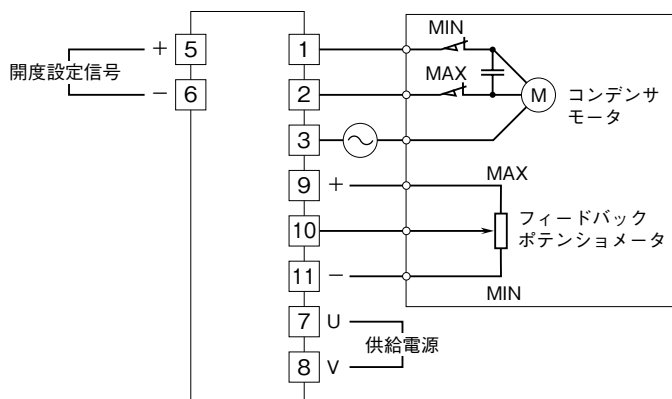 MIN
+ 5 1
開度設定信号
MAX
− 6 2 M コンデンサ
モータ
3
MAX
9 +
フィードバック
10 ポテンショメータ
11 −
MIN
7 U
供給電源
8 V